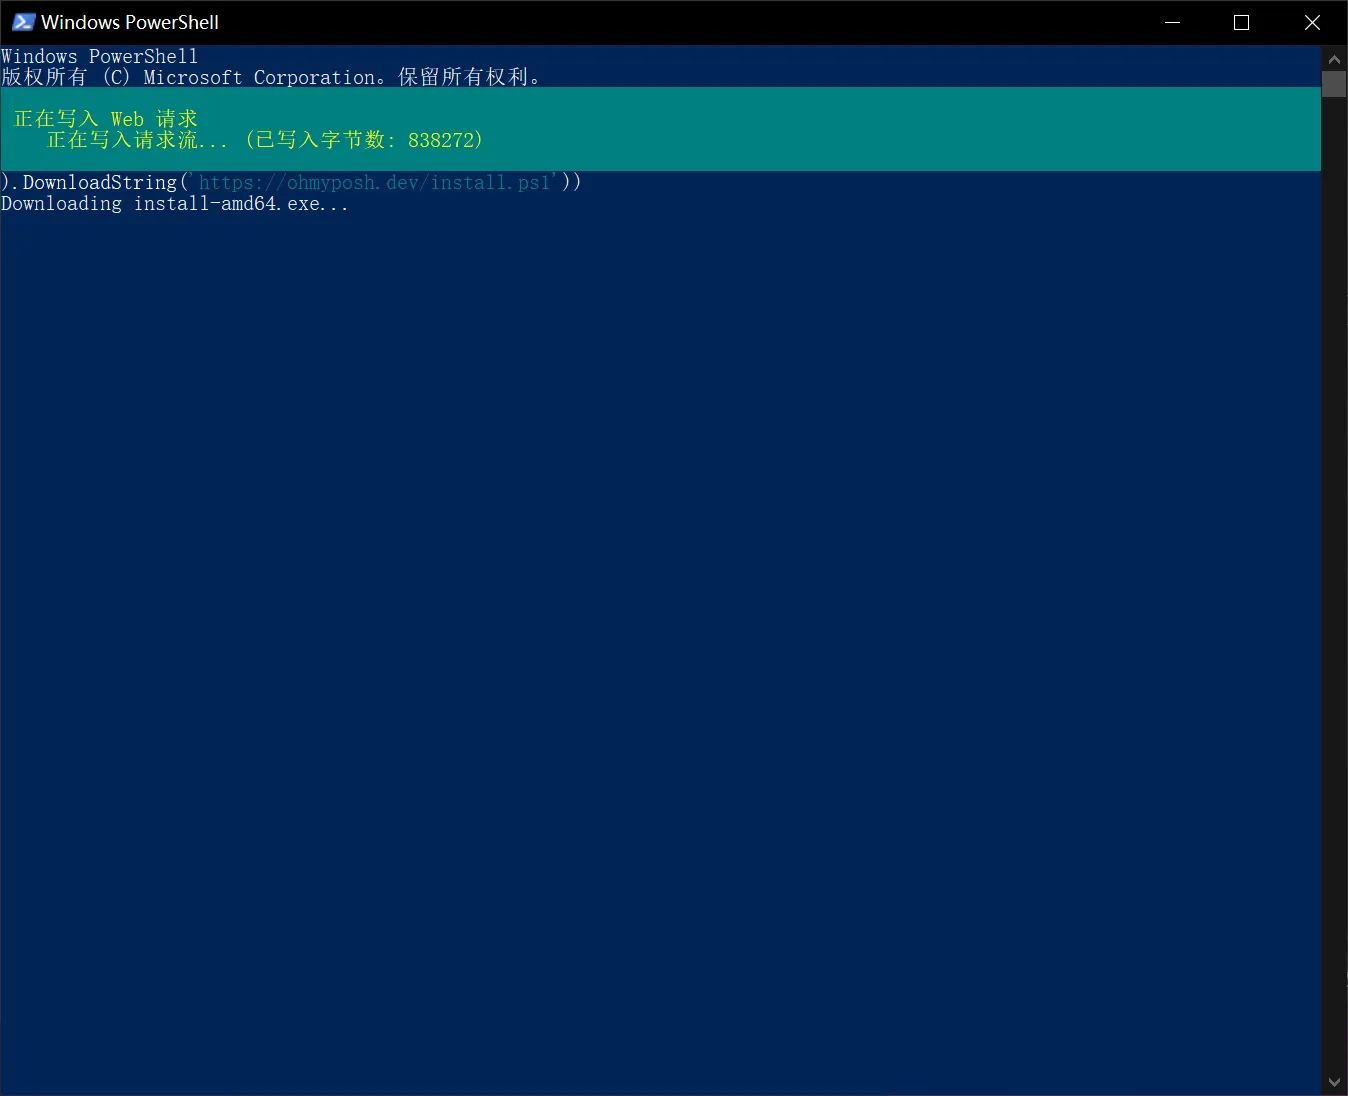 Windows PowerShell
Windows PowerShell
版权所有 (C) Microsoft Corporation。保留所有权利。
正在写入 Web 请求
正在写入请求流... (已写入字节数: 838272)
).DownloadString('https://ohmyposh.dev/install.ps1'))
Downloading install-amd64.exe...